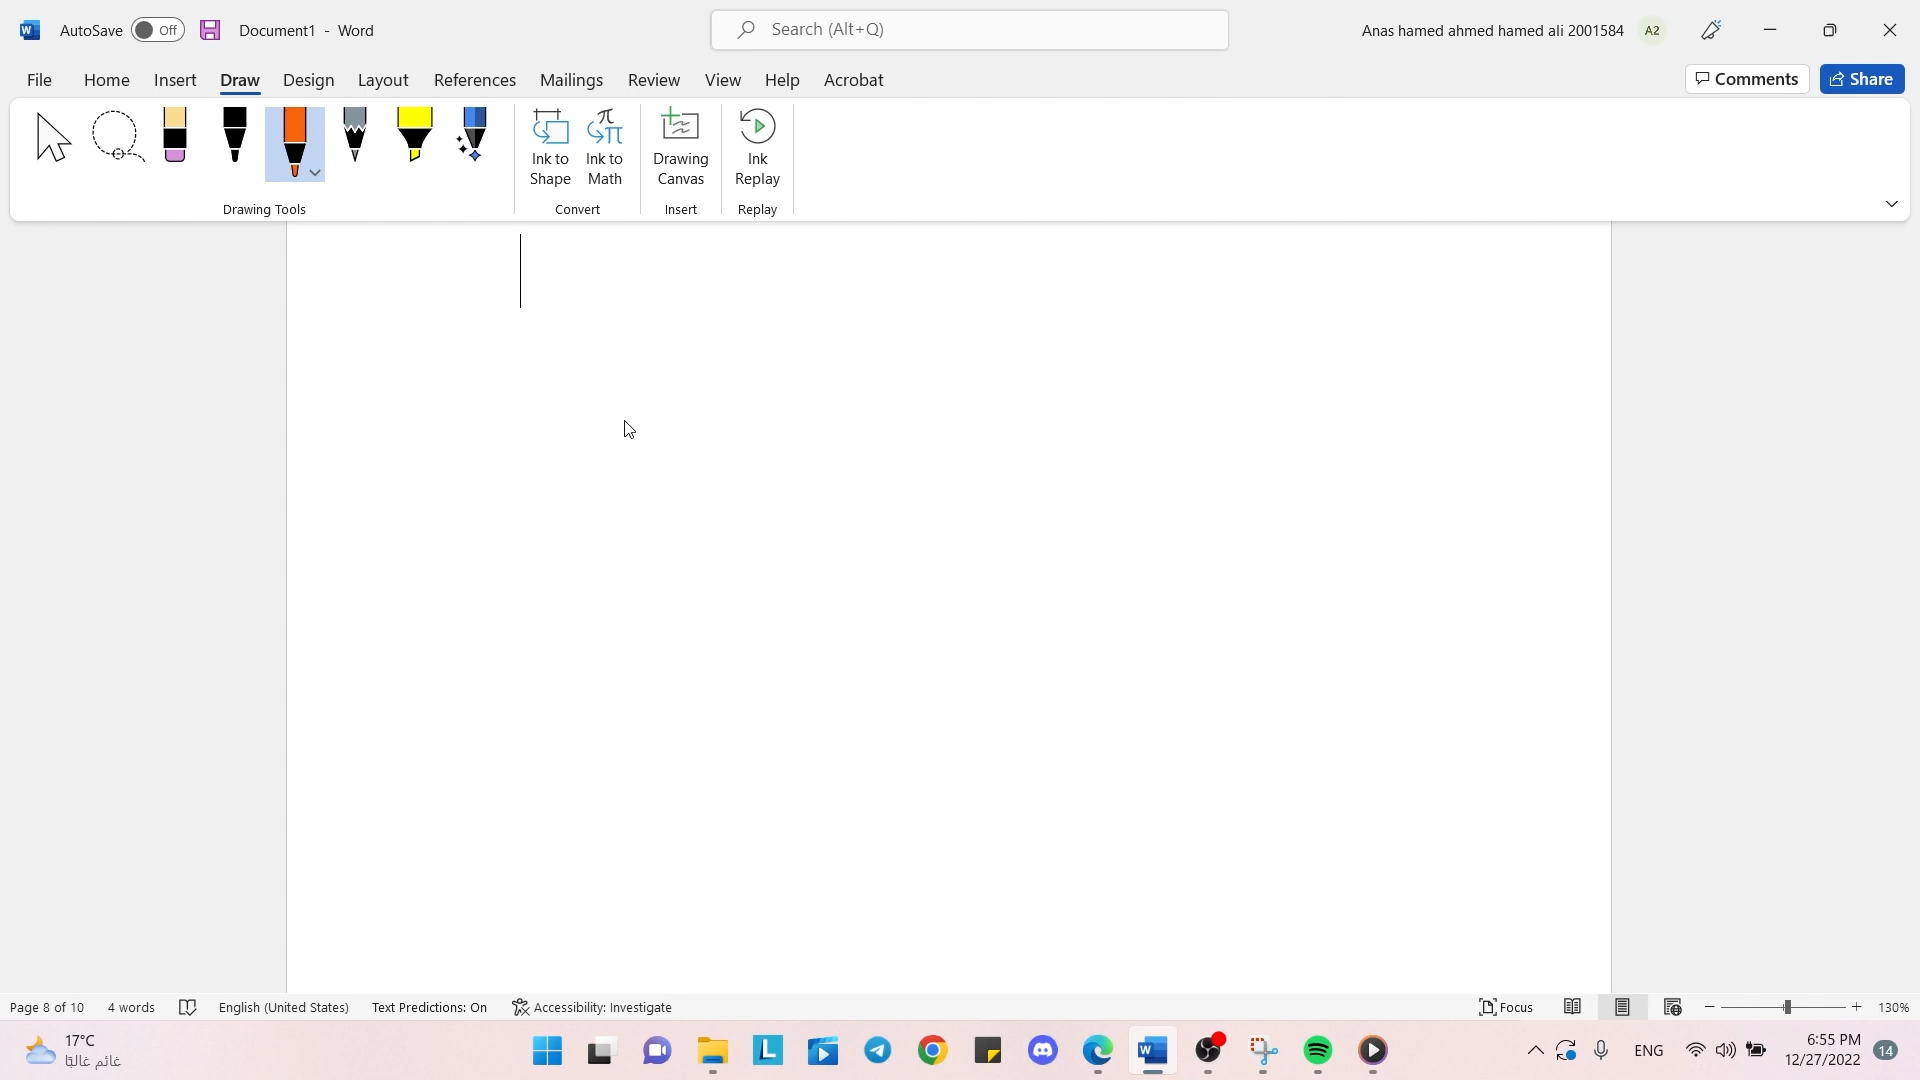 AutoSave Off Document1 - Word Search (Alt+Q) Anas hamed ahmed hamed ali 2001584 A2
File Home Insert Draw Design Layout References Mailings Review View Help Acrobat Comments Share
Ink to Shape
Ink to Math
Drawing Canvas
Ink Replay
Drawing Tools Convert Insert Replay
Page 8 of 10 4 words English (United States) Text Predictions: On Accessibility: Investigate Focus 130%
17°C
غائم غالبًا
ENG
6:55 PM
12/27/2022
14